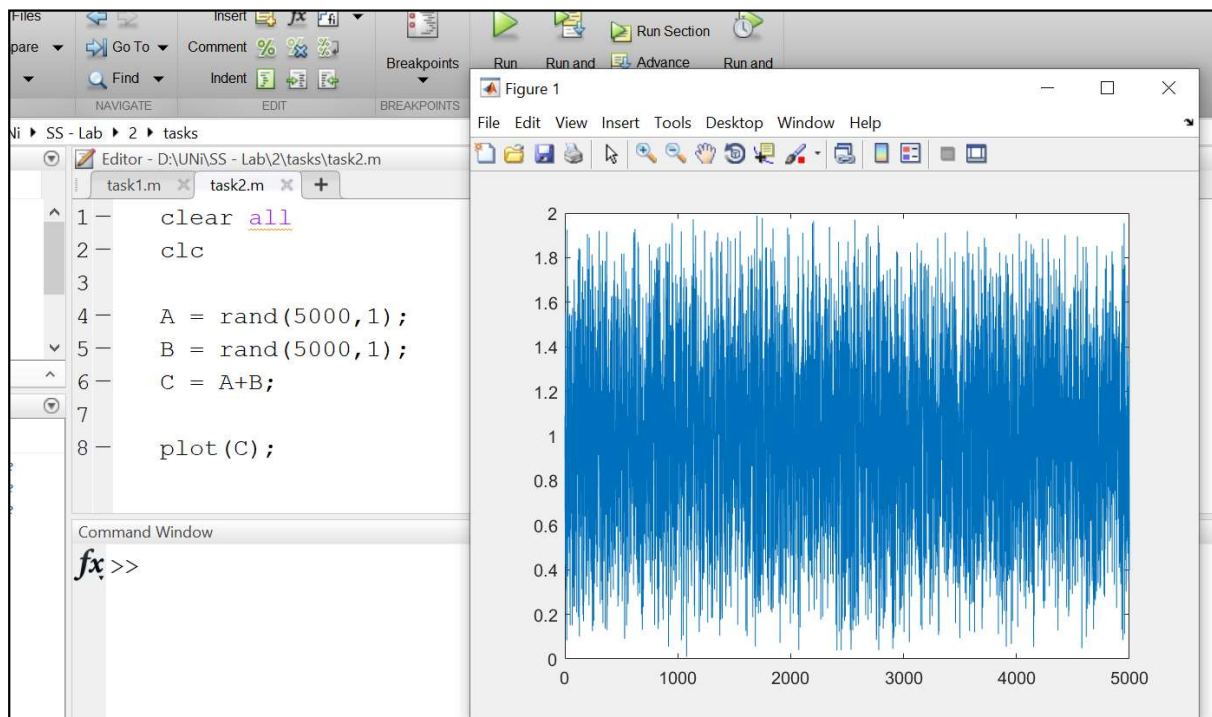 Files
Insert fx fi
pare
Go To
Comment
Breakpoints
Run
Run and
Run Section
Advance
Run and
Find
Indent
NAVIGATE
EDIT
BREAKPOINTS
Figure 1
File Edit View Insert Tools Desktop Window Help
Ni SS - Lab 2 tasks
Editor - D:\UNi\SS - Lab\2\tasks\task2.m
task1.m task2.m +
1 clear all
2 clc
3
4 A = rand(5000,1);
5 B = rand(5000,1);
6 C = A+B;
7
8 plot(C);
Command Window
fx >>
2
1.8
1.6
1.4
1.2
1
0.8
0.6
0.4
0.2
0
0 1000 2000 3000 4000 5000